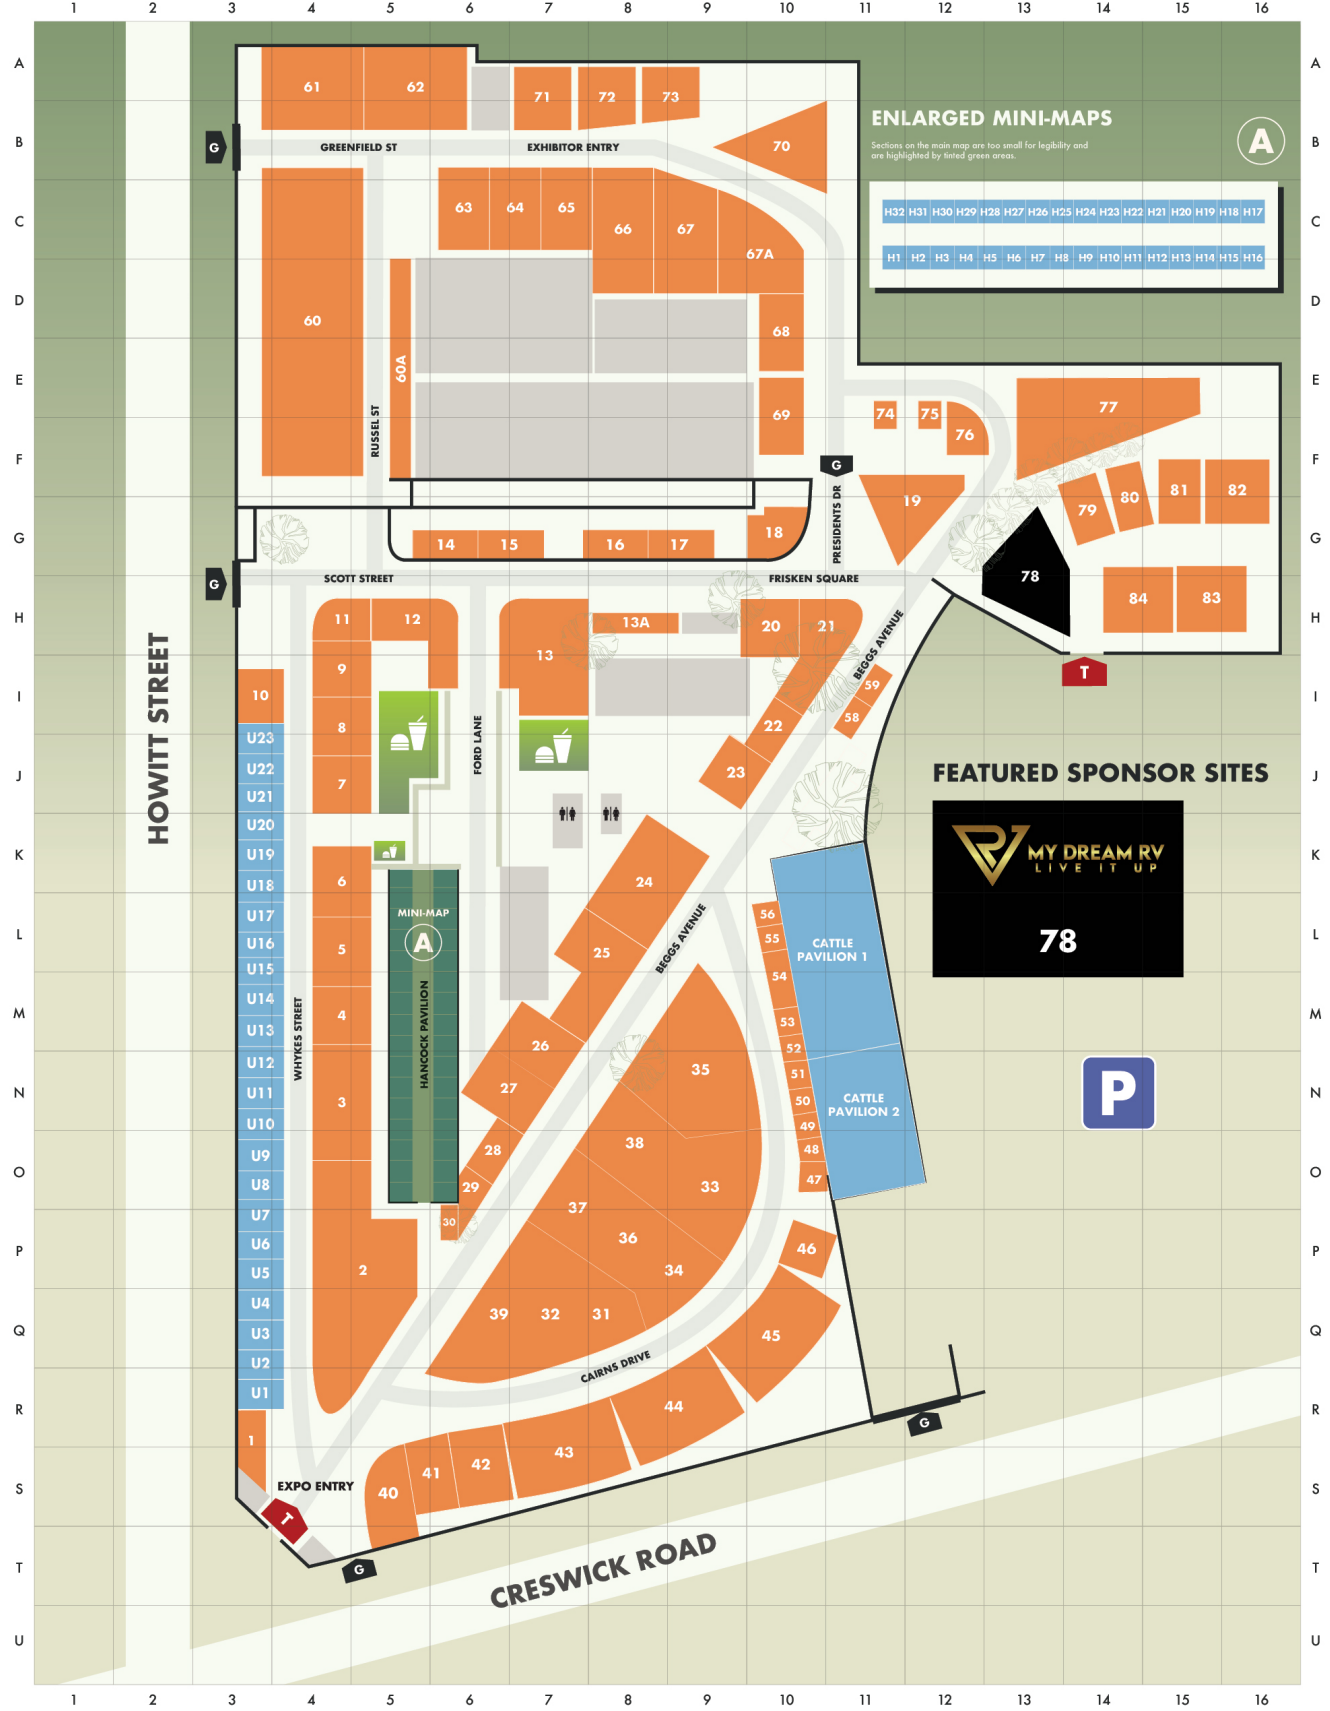 1 2 3 4 5 6 7 8 9 10 11 12 13 14 15 16
A A
61 62 71 72 73
ENLARGED MINI-MAPS
Sections on the main map are too small for legibility and
are highlighted by tinted green areas.
A
B B
G GREENFIELD ST EXHIBITOR ENTRY 70
C C
H32 H31 H30 H29 H28 H27 H26 H25 H24 H23 H22 H21 H20 H19 H18 H17
H1 H2 H3 H4 H5 H6 H7 H8 H9 H10 H11 H12 H13 H14 H15 H16
63 64 65 66 67
67A
D D
60 68
E E
60A
RUSSEL ST
69 74 75 76 77
F F
G
PRESIDENTS DR
19 79 80 81 82
G G
14 15 16 17 18
78
G SCOTT STREET FRISKEN SQUARE
84 83
H H
11 12 13A 20 21
9 13
BEGGS AVENUE
T
I I
10 59
8 58
22
U23
FORD LANE
HOWITT STREET
J J
U22 7 23
FEATURED SPONSOR SITES
U21
U20
K K
U19
MY DREAM RV
LIVE IT UP
78
U18 6 24
L L
U17 MINI-MAP
A
56
55
CATTLE
PAVILION 1
U16 5 25
BEGGS AVENUE
U15
54
M M
U14
U13 4 26
53
52
WHYKES STREET
HANCOCK PAVILION
U12
35
51
N N
U11 3 27
50
CATTLE
PAVILION 2
P
U10
49
38
48
O O
U9 28
U8 29 33
47
U7 30 37
P P
U6 36 46
U5 2 34
U4
39 32 31
Q Q
U3 45
U2
CAIRNS DRIVE
U1
R R
44
G
1 43
42
41
S S
EXPO ENTRY 40
T
T T
G
CRESWICK ROAD
U U
1 2 3 4 5 6 7 8 9 10 11 12 13 14 15 16